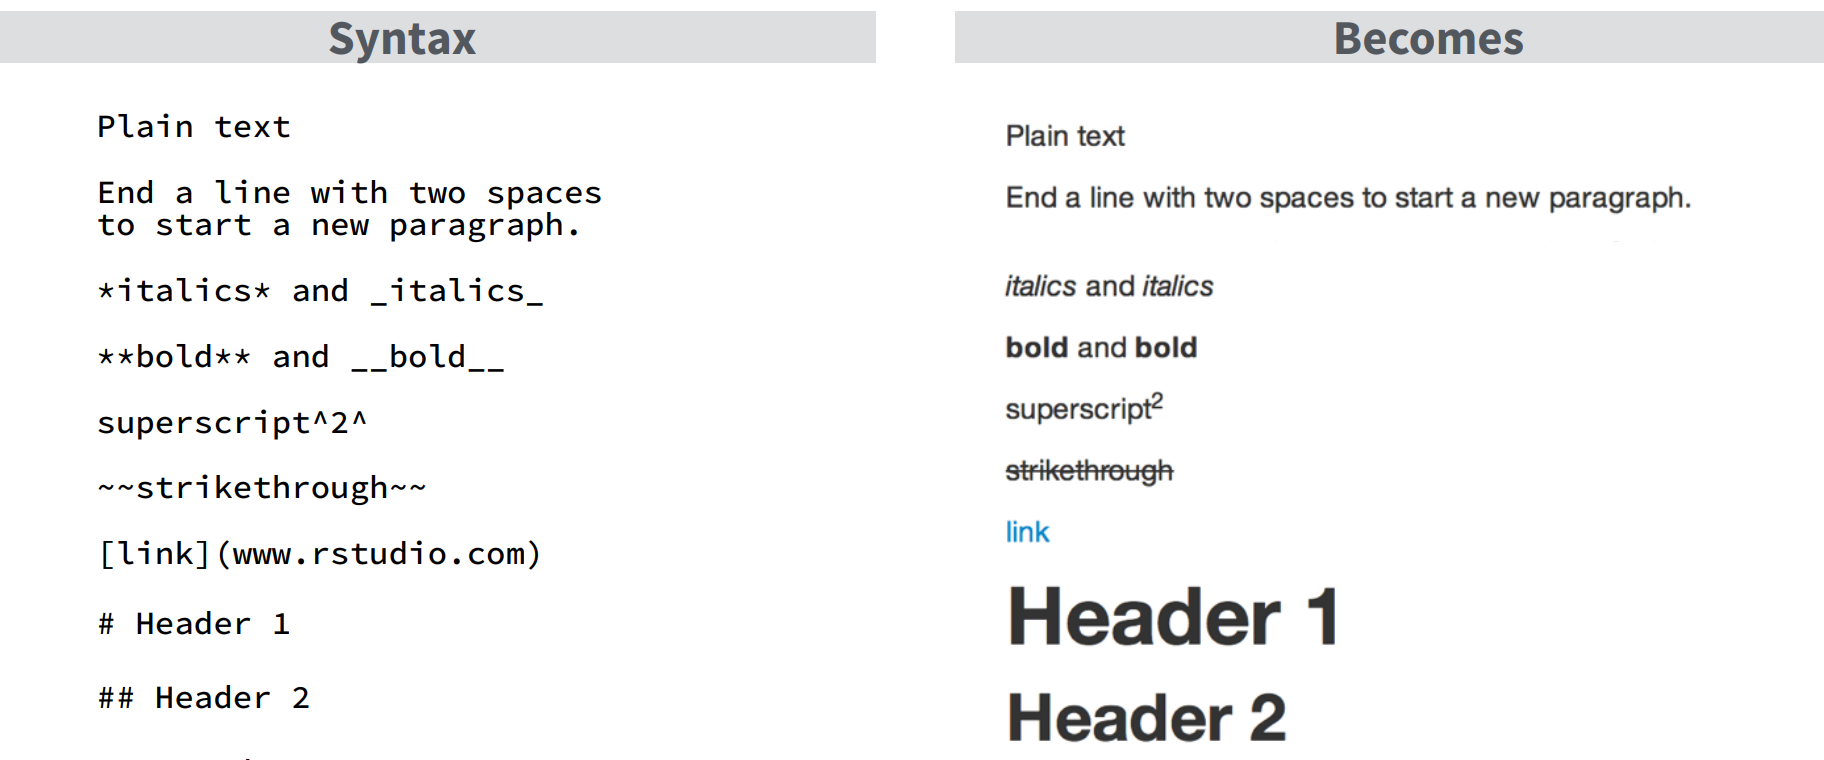 Syntax
Plain text
End a line with two spaces
to start a new paragraph.
*italics* and _italics_
**bold** and __bold__
superscript^2^
~~strikethrough~~
[link](www.rstudio.com)
# Header 1
## Header 2
Becomes
Plain text
End a line with two spaces to start a new paragraph.
italics and italics
bold and bold
superscript²
strikethrough
link
Header 1
Header 2